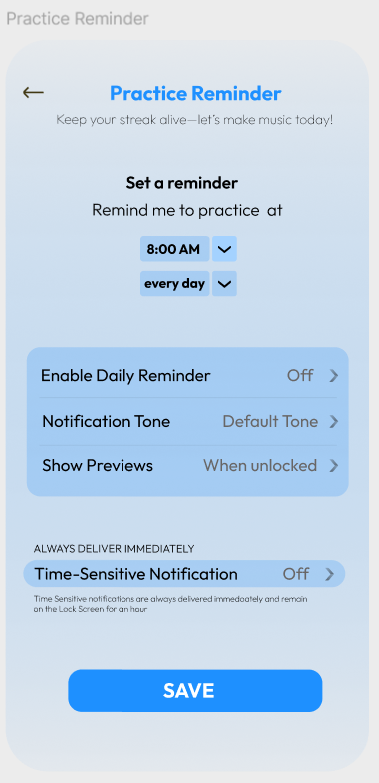 Practice Reminder
Practice Reminder
Keep your streak alive—let's make music today!
Set a reminder
Remind me to practice at
8:00 AM
every day
Enable Daily Reminder Off
Notification Tone Default Tone
Show Previews When unlocked
ALWAYS DELIVER IMMEDIATELY
Time-Sensitive Notification Off
Time Sensitive notifications are always delivered immedoately and remain
on the Lock Screen for an hour
SAVE